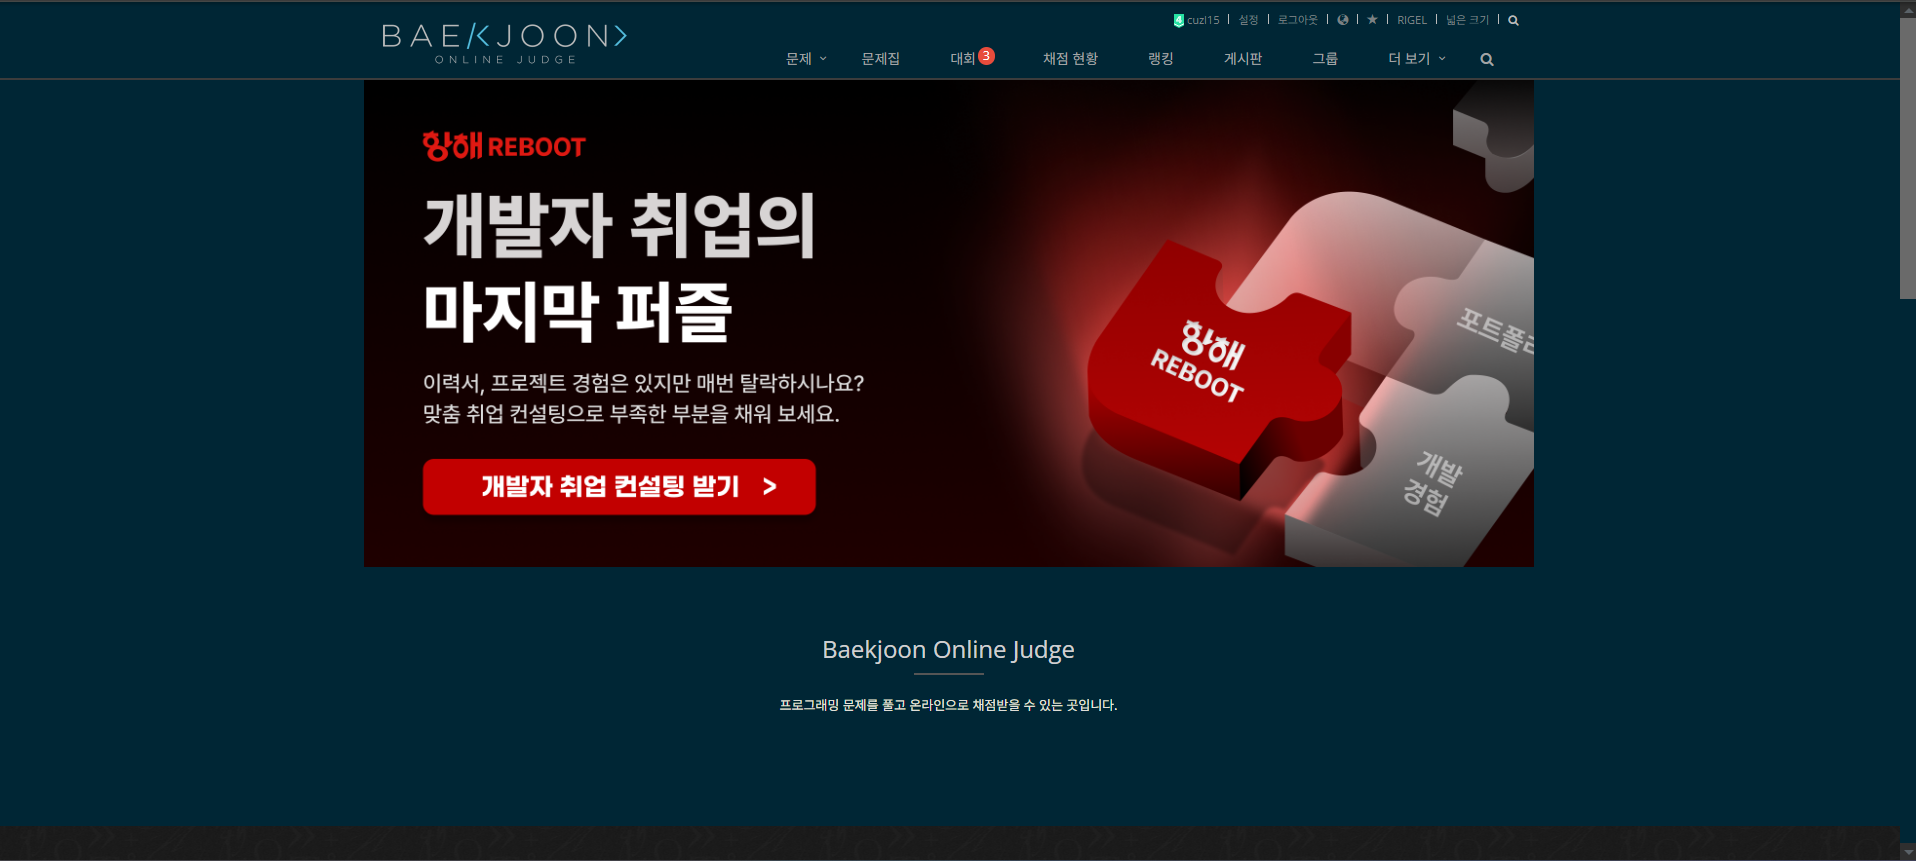 4 cuzl15 설정 로그아웃 RIGEL 넓은 크기
BAEKJOON>
ONLINE JUDGE
문제 문제집 대회 3 채점 현황 랭킹 게시판 그룹 더 보기
항해 REBOOT
개발자 취업의
마지막 퍼즐
이력서, 프로젝트 경험은 있지만 매번 탈락하시나요?
맞춤 취업 컨설팅으로 부족한 부분을 채워 보세요.
개발자 취업 컨설팅 받기 >
항해
REBOOT
개발
경험
Baekjoon Online Judge
프로그래밍 문제를 풀고 온라인으로 채점받을 수 있는 곳입니다.